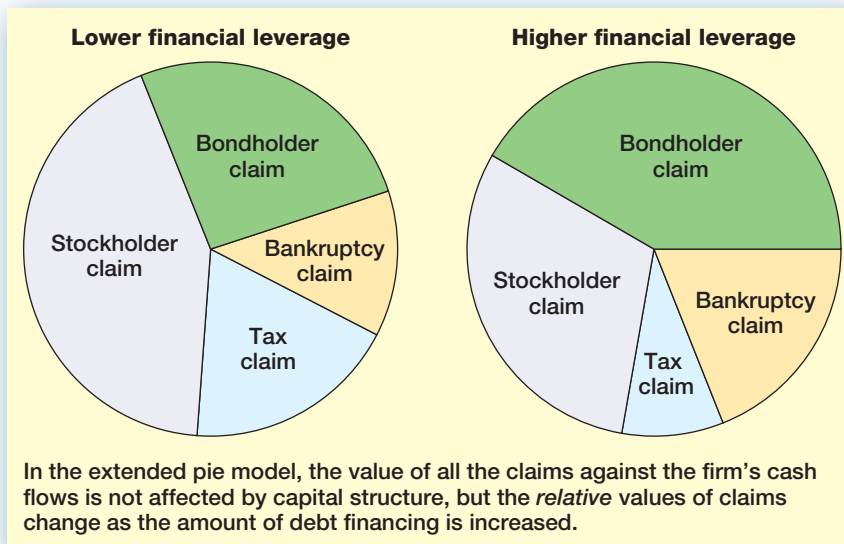 Lower financial leverage
Bondholder
claim
Stockholder
claim
Bankruptcy
claim
Tax
claim
Higher financial leverage
Bondholder
claim
Stockholder
claim
Bankruptcy
claim
Tax
claim
In the extended pie model, the value of all the claims against the firm's cash
flows is not affected by capital structure, but the relative values of claims
change as the amount of debt financing is increased.